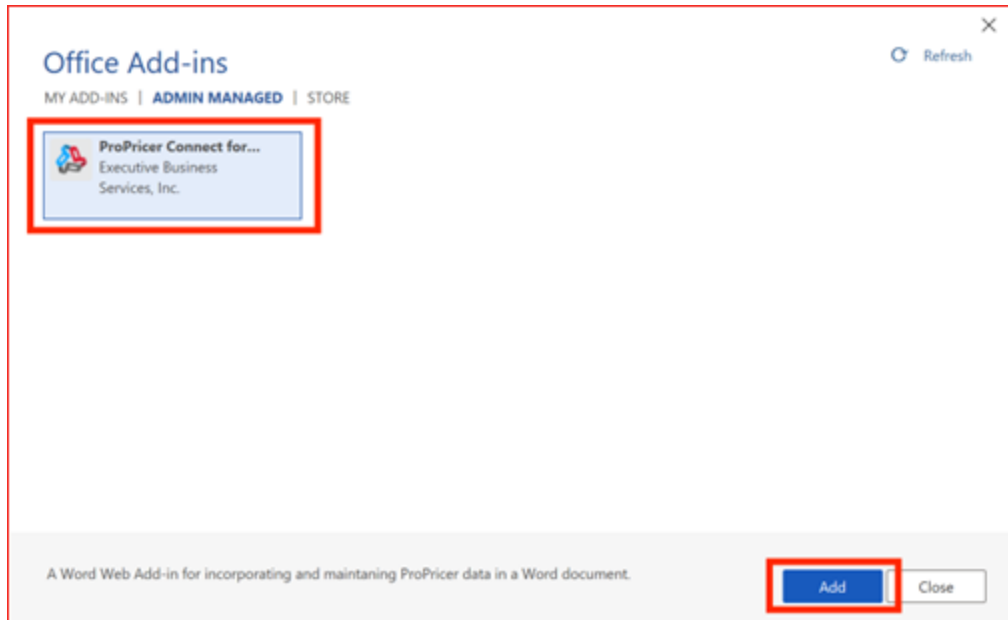 Office Add-ins
Refresh
MY ADD-INS | ADMIN MANAGED | STORE
ProPricer Connect for...
Executive Business
Services, Inc.
A Word Web Add-in for incorporating and maintaning ProPricer data in a Word document.
Add
Close